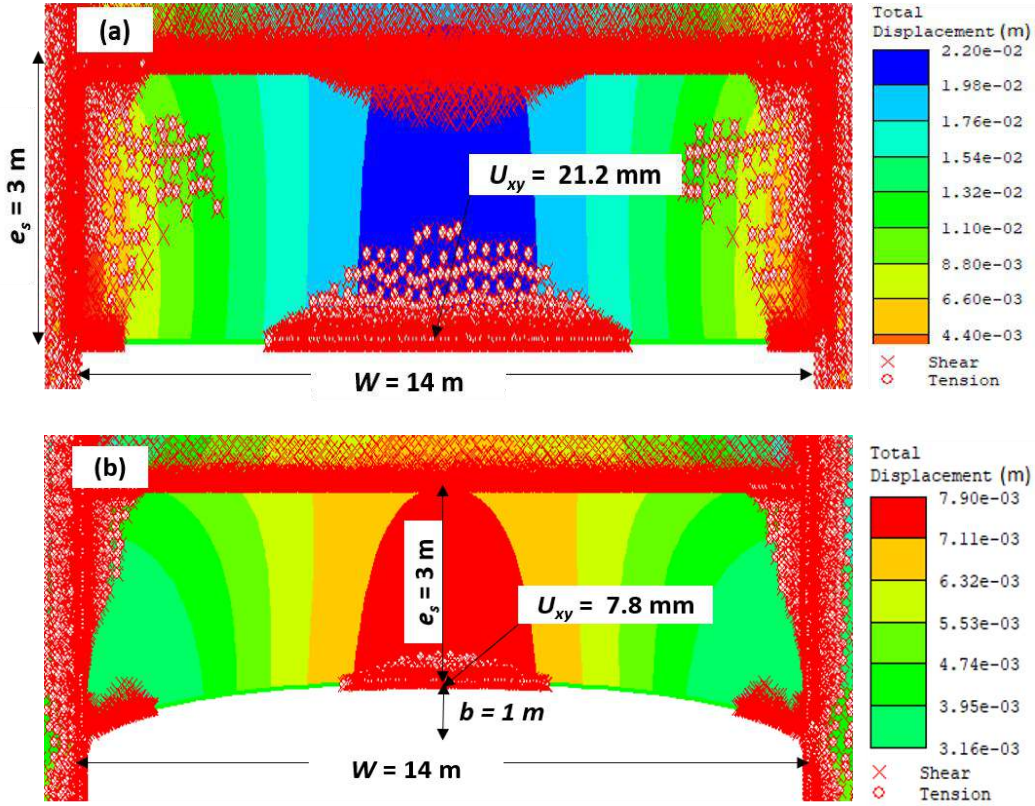 (a)
e_s = 3 m
U_xy = 21.2 mm
W = 14 m
Total
Displacement (m)
2.20e-02
1.98e-02
1.76e-02
1.54e-02
1.32e-02
1.10e-02
8.80e-03
6.60e-03
4.40e-03
Shear
Tension
(b)
e_s = 3 m
U_xy = 7.8 mm
b = 1 m
W = 14 m
Total
Displacement (m)
7.90e-03
7.11e-03
6.32e-03
5.53e-03
4.74e-03
3.95e-03
3.16e-03
Shear
Tension